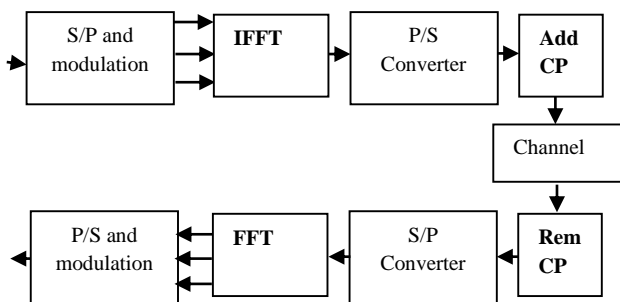 S/P and
modulation
IFFT
P/S
Converter
Add
CP
Channel
P/S and
modulation
FFT
S/P
Converter
Rem
CP